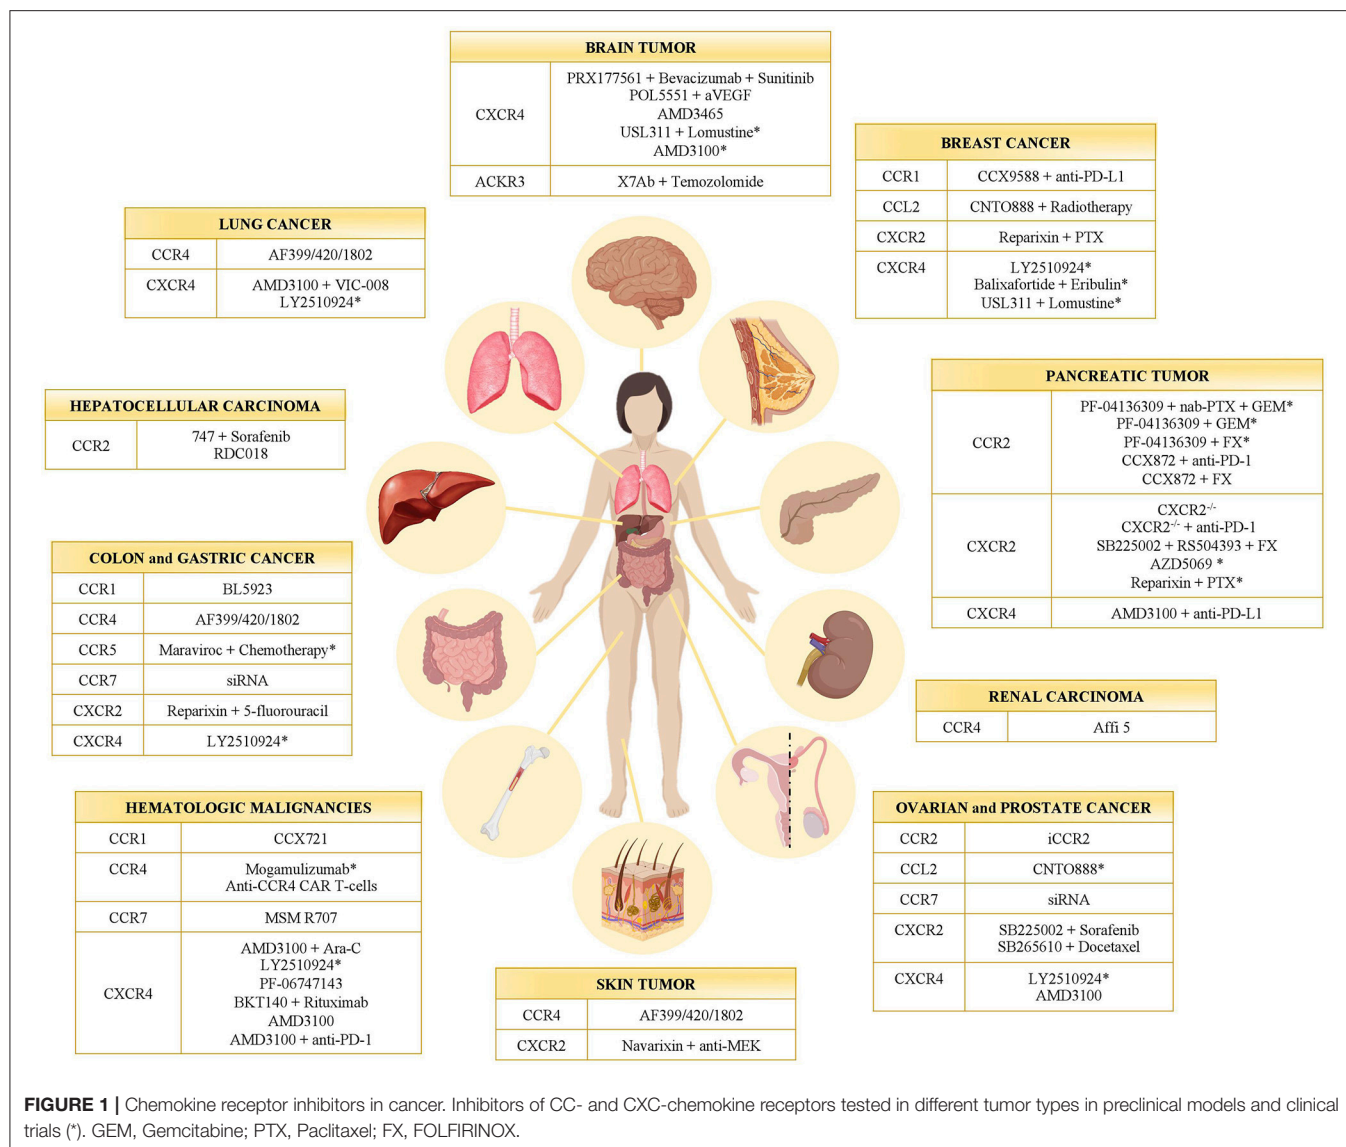 BRAIN TUMOR
CXCR4
PRX177561 + Bevacizumab + Sunitinib
POL5551 + aVEGF
AMD3465
USL311 + Lomustine*
AMD3100*
ACKR3
X7Ab + Temozolomide
BREAST CANCER
CCR1
CCX9588 + anti-PD-L1
CCL2
CNTO888 + Radiotherapy
CXCR2
Reparixin + PTX
CXCR4
LY2510924*
Balixafortide + Eribulin*
USL311 + Lomustine*
LUNG CANCER
CCR4
AF399/420/1802
CXCR4
AMD3100 + VIC-008
LY2510924*
PANCREATIC TUMOR
CCR2
PF-04136309 + nab-PTX + GEM*
PF-04136309 + GEM*
PF-04136309 + FX*
CCX872 + anti-PD-1
CCX872 + FX
CXCR2
CXCR2-/-
CXCR2-/- + anti-PD-1
SB225002 + RS504393 + FX
AZD5069 *
Reparixin + PTX*
CXCR4
AMD3100 + anti-PD-L1
HEPATOCELLULAR CARCINOMA
CCR2
747 + Sorafenib
RDC018
COLON and GASTRIC CANCER
CCR1
BL5923
CCR4
AF399/420/1802
CCR5
Maraviroc + Chemotherapy*
CCR7
siRNA
CXCR2
Reparixin + 5-fluorouracil
CXCR4
LY2510924*
RENAL CARCINOMA
CCR4
Affi 5
HEMATOLOGIC MALIGNANCIES
CCR1
CCX721
CCR4
Mogamulizumab*
Anti-CCR4 CAR T-cells
CCR7
MSM R707
CXCR4
AMD3100 + Ara-C
LY2510924*
PF-06747143
BKT140 + Rituximab
AMD3100
AMD3100 + anti-PD-1
OVARIAN and PROSTATE CANCER
CCR2
iCCR2
CCL2
CNTO888*
CCR7
siRNA
CXCR2
SB225002 + Sorafenib
SB265610 + Docetaxel
CXCR4
LY2510924*
AMD3100
SKIN TUMOR
CCR4
AF399/420/1802
CXCR2
Navarixin + anti-MEK
FIGURE 1 | Chemokine receptor inhibitors in cancer. Inhibitors of CC- and CXC-chemokine receptors tested in different tumor types in preclinical models and clinical
trials (*). GEM, Gemcitabine; PTX, Paclitaxel; FX, FOLFIRINOX.